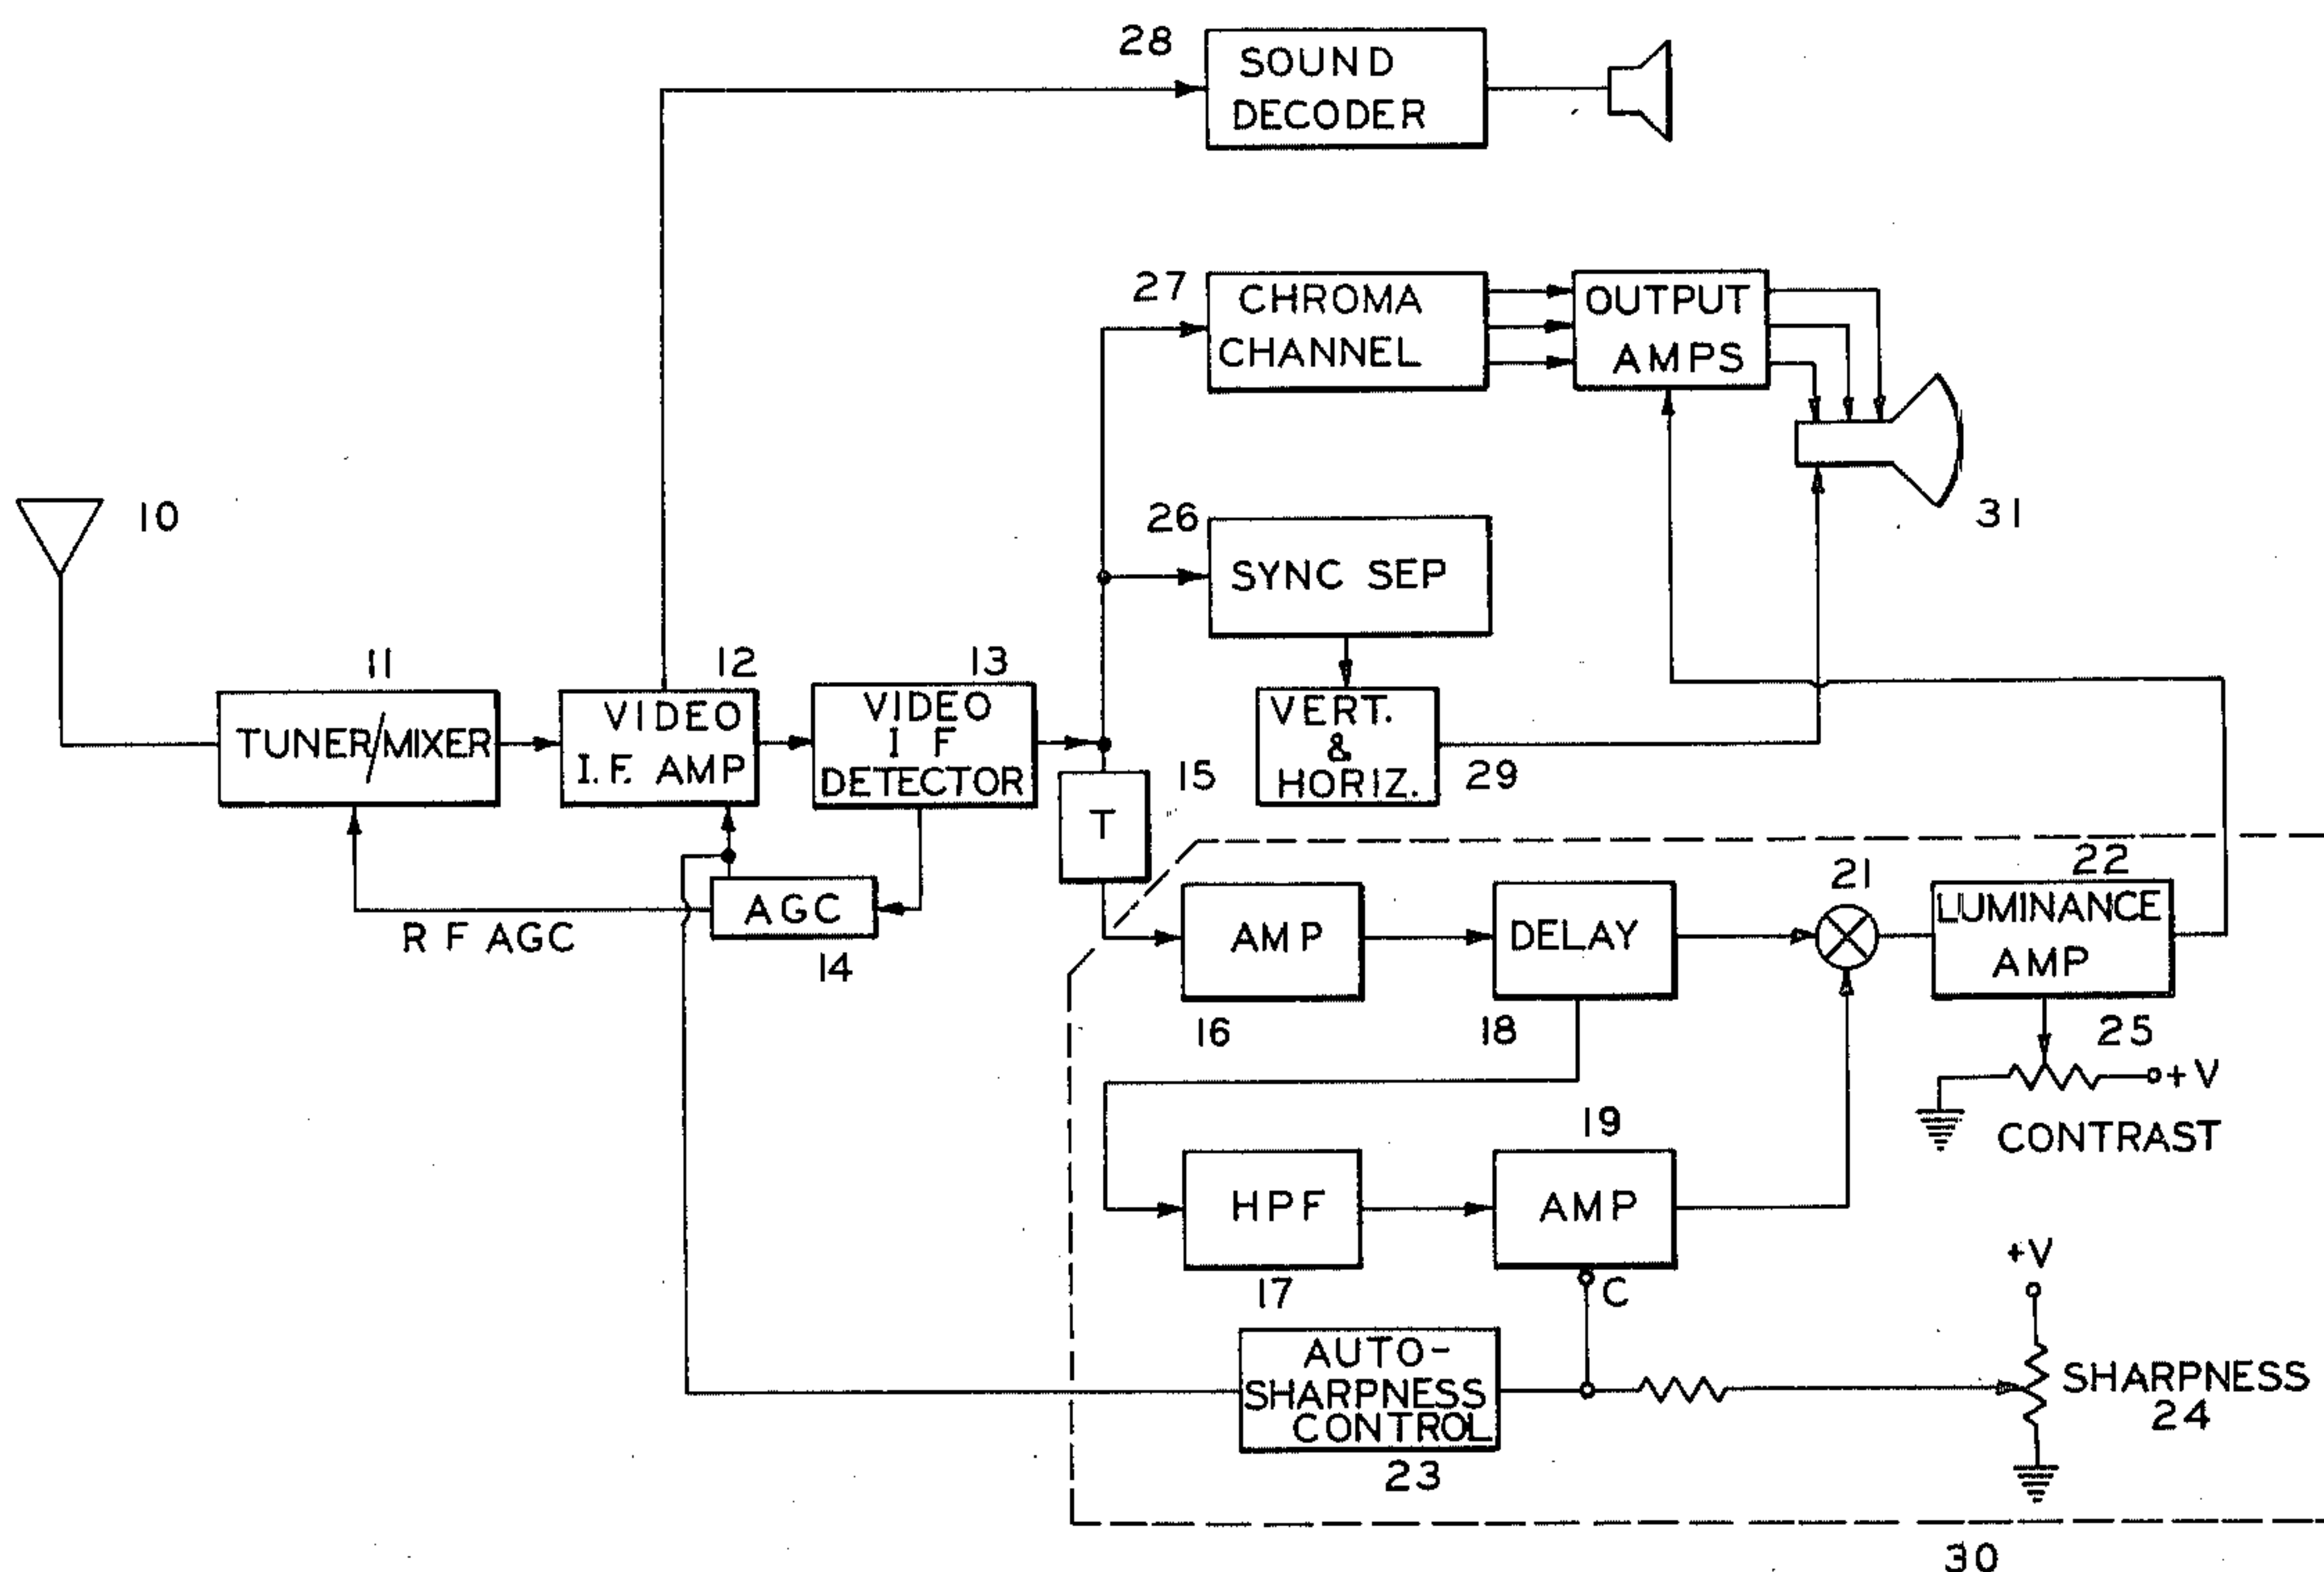 28
SOUND
DECODER
27
CHROMA
CHANNEL
OUTPUT
AMPS
31
10
26
SYNC SEP
11
TUNER/MIXER
12
VIDEO
I.F. AMP
13
VIDEO
I F
DETECTOR
VERT.
&
HORIZ.
29
15
T
AGC
14
R F AGC
AMP
16
DELAY
18
21
22
LUMINANCE
AMP
25
+V
CONTRAST
HPF
17
19
AMP
C
+V
SHARPNESS
24
AUTO-
SHARPNESS
CONTROL
23
30